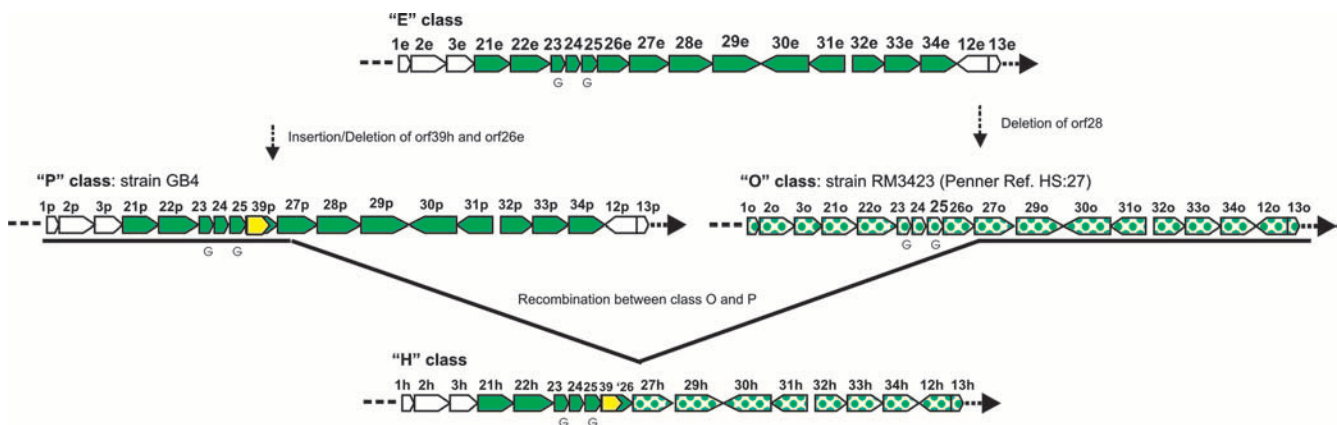 “E” class
1e 2e 3e 21e 22e 23 24 25 26e 27e 28e 29e 30e 31e 32e 33e 34e 12e 13e
G G
Insertion/Deletion of orf39h and orf26e
Deletion of orf28
“P” class: strain GB4
1p 2p 3p 21p 22p 23 24 25 39p 27p 28p 29p 30p 31p 32p 33p 34p 12p 13p
G G
“O” class: strain RM3423 (Penner Ref. HS:27)
1o 2o 3o 21o 22o 23 24 25 26o 27o 29o 30o 31o 32o 33o 34o 12o 13o
G G
Recombination between class O and P
“H” class
1h 2h 3h 21h 22h 23 24 25 39 ‘26 27h 29h 30h 31h 32h 33h 34h 12h 13h
G G